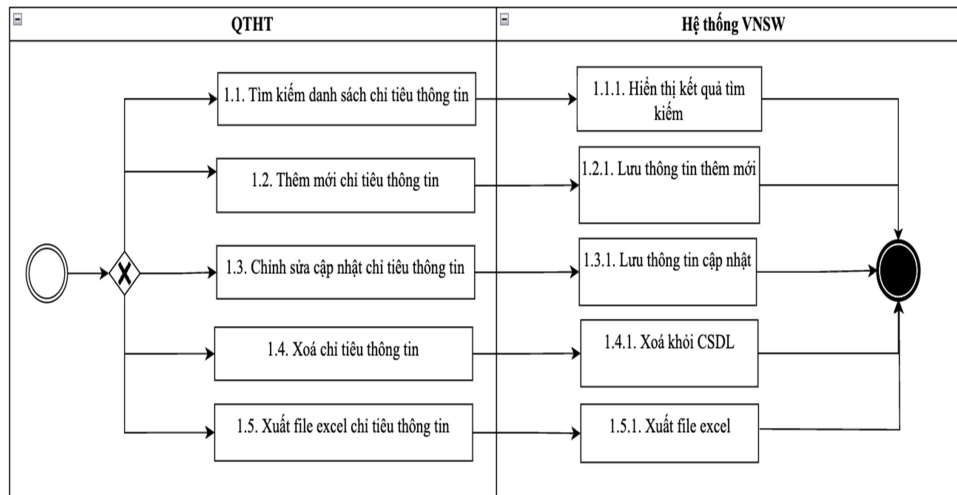 QTHT
Hệ thống VNSW
1.1. Tìm kiếm danh sách chỉ tiêu thông tin
1.1.1. Hiển thị kết quả tìm
kiếm
1.2. Thêm mới chỉ tiêu thông tin
1.2.1. Lưu thông tin thêm mới
1.3. Chỉnh sửa cập nhật chỉ tiêu thông tin
1.3.1. Lưu thông tin cập nhật
1.4. Xoá chỉ tiêu thông tin
1.4.1. Xoá khỏi CSDL
1.5. Xuất file excel chỉ tiêu thông tin
1.5.1. Xuất file excel